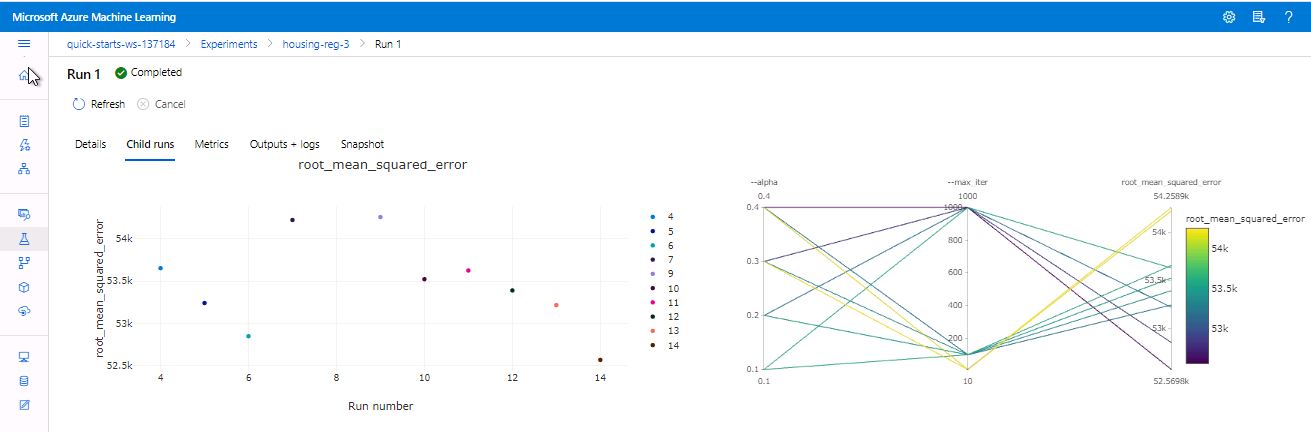 Microsoft Azure Machine Learning
quick-starts-ws-137184 > Experiments > housing-reg-3 > Run 1
Run 1 Completed
Refresh Cancel
Details Child runs Metrics Outputs + logs Snapshot
root_mean_squared_error
root_mean_squared_error
54k
53.5k
53k
52.5k
4 6 8 10 12 14
Run number
4
5
6
7
9
10
11
12
13
14
--alpha --max_iter root_mean_squared_error
0.4 1000 54.2589k
0.4
0.3
0.2
0.1
0.1
1000
800
600
400
200
10
54k
53.5k
53k
52.5698k
root_mean_squared_error
54k
53.5k
53k